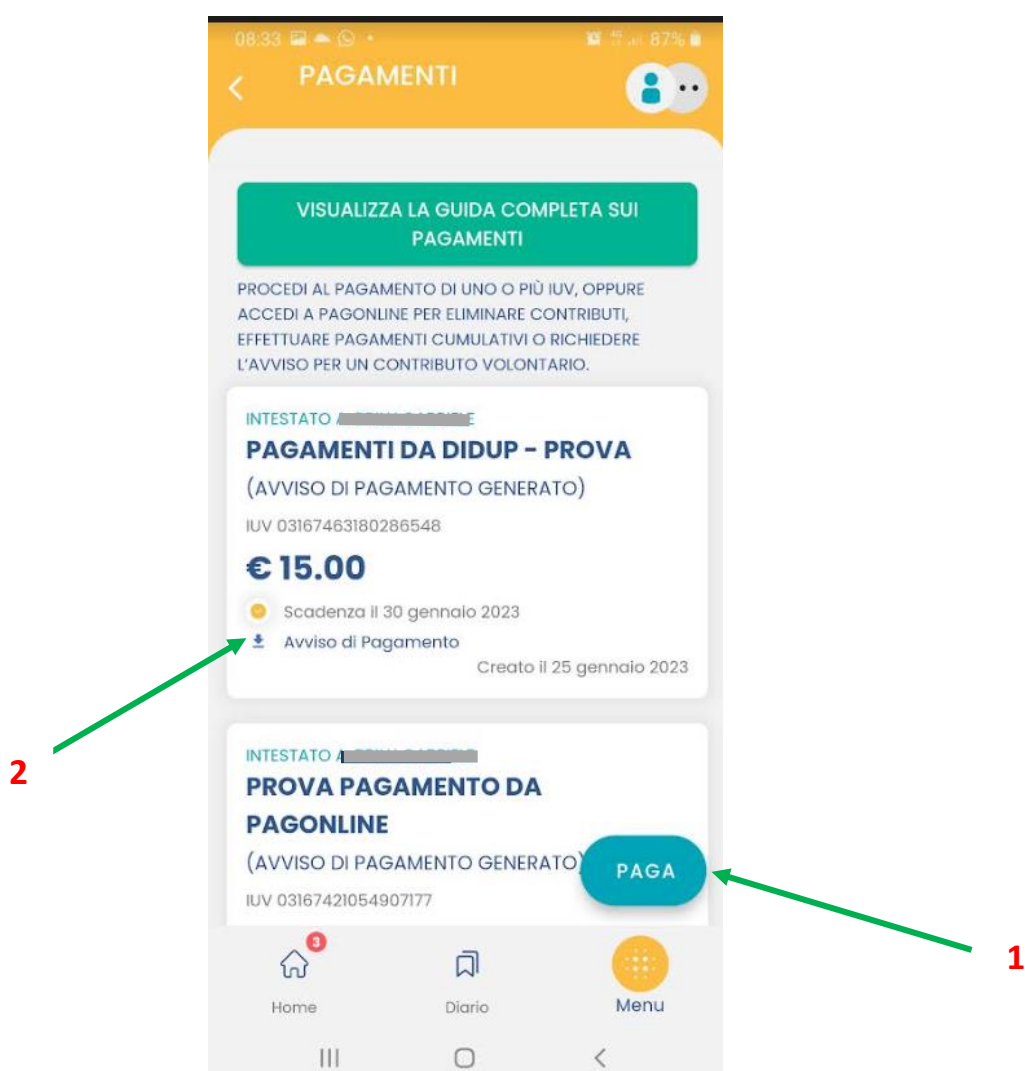 08:33
87%
PAGAMENTI
VISUALIZZA LA GUIDA COMPLETA SUI
PAGAMENTI
PROCEDI AL PAGAMENTO DI UNO O PIÙ IUV, OPPURE
ACCEDI A PAGONLINE PER ELIMINARE CONTRIBUTI,
EFFETTUARE PAGAMENTI CUMULATIVI O RICHIEDERE
L'AVVISO PER UN CONTRIBUTO VOLONTARIO.
INTESTATO
PAGAMENTI DA DIDUP - PROVA
(AVVISO DI PAGAMENTO GENERATO)
IUV 03167463180286548
€ 15.00
Scadenza il 30 gennaio 2023
Avviso di Pagamento
Creato il 25 gennaio 2023
2
INTESTATO
PROVA PAGAMENTO DA
PAGONLINE
(AVVISO DI PAGAMENTO GENERATO)
PAGA
IUV 03167421054907177
1
3
Home
Diario
Menu